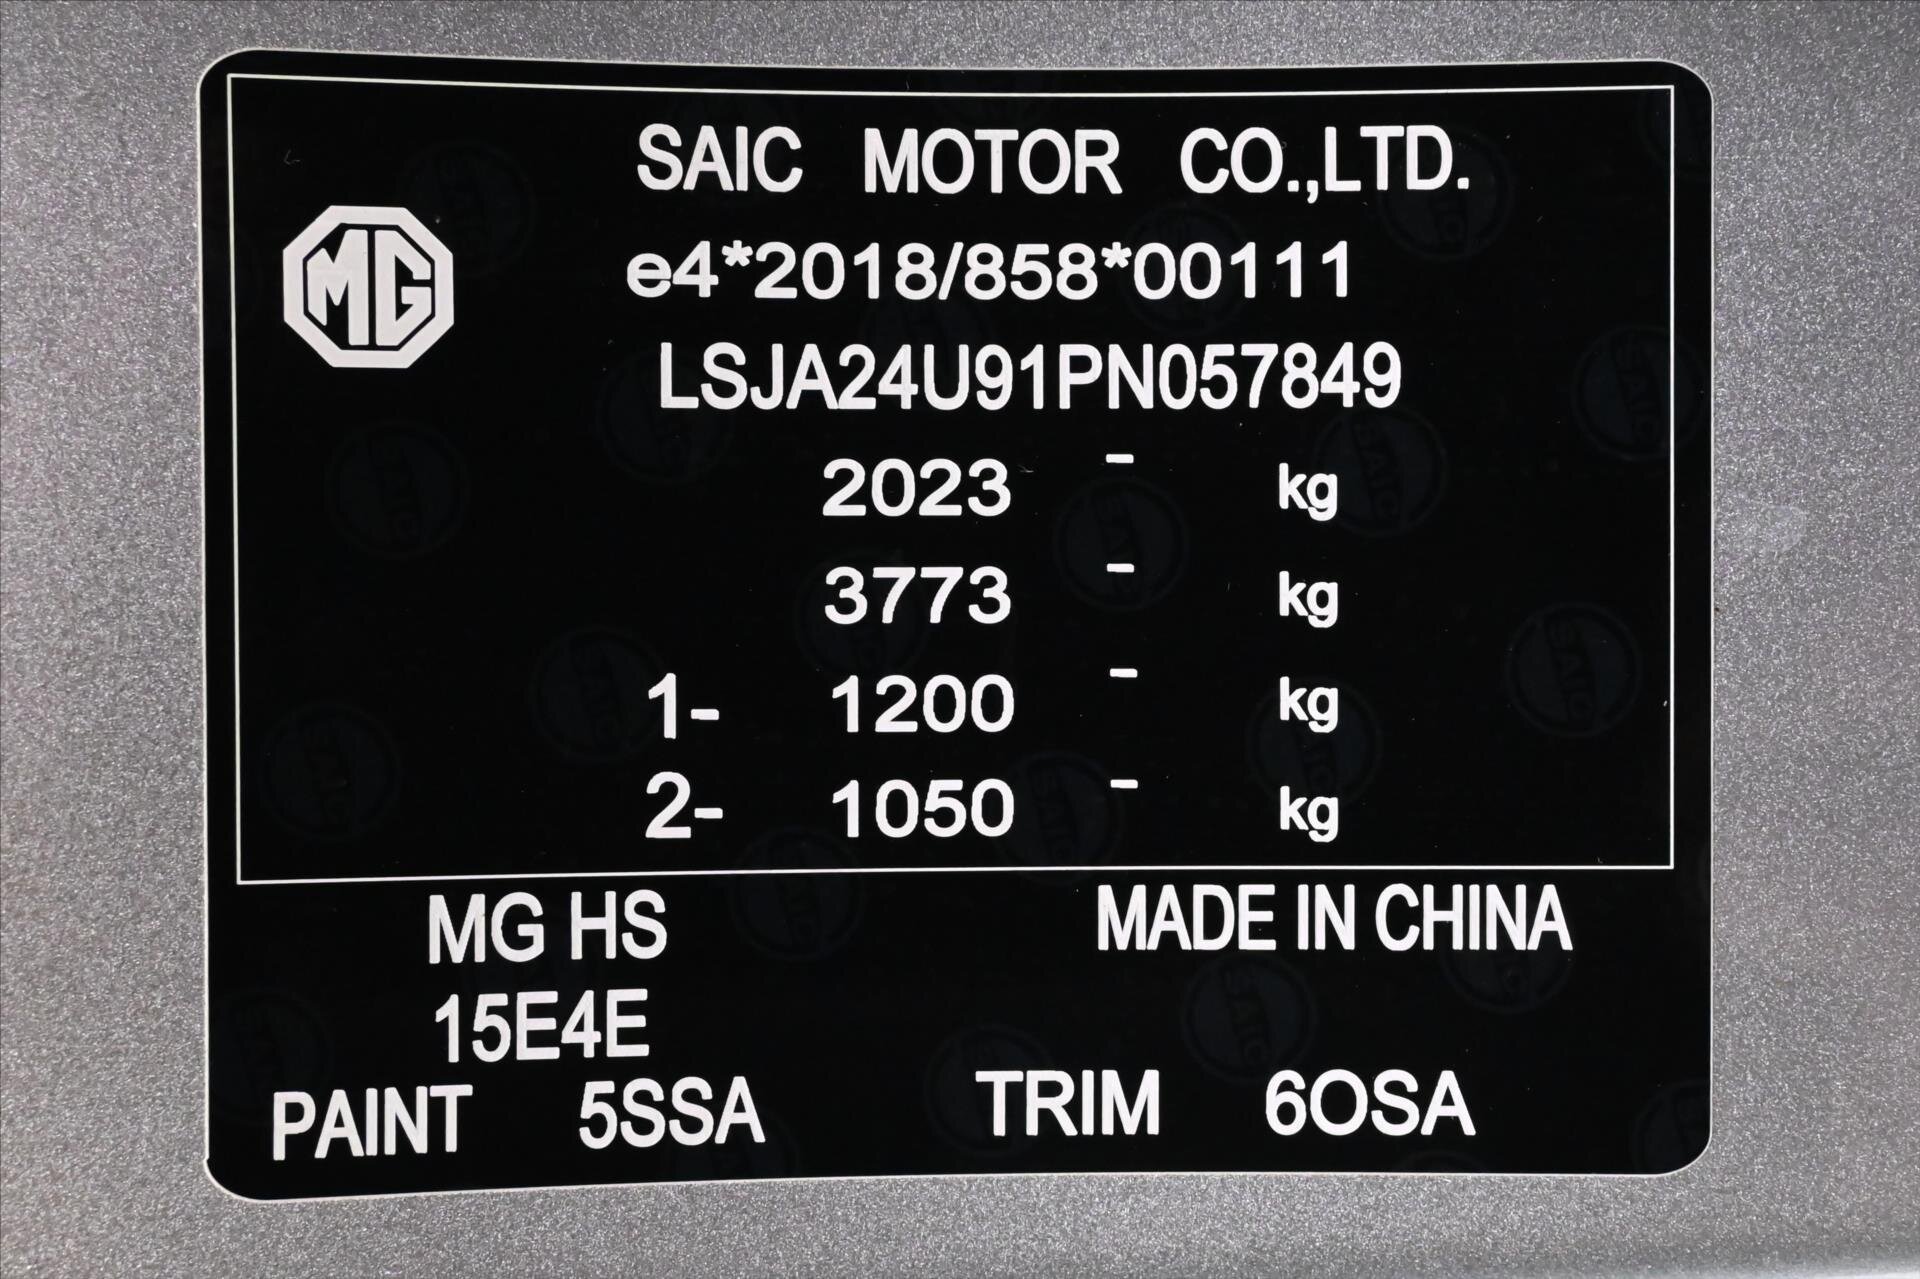 SAIC MOTOR CO.,LTD.
MG
e4*2018/858*00111
LSJA24U91PN057849
2023 - kg
3773 - kg
1- 1200 - kg
2- 1050 - kg
MG HS MADE IN CHINA
15E4E
PAINT 5SSA TRIM 6OSA